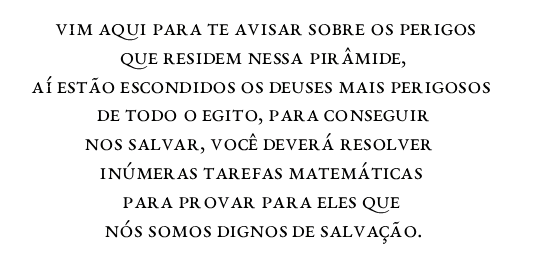 VIM AQUI PARA TE AVISAR SOBRE OS PERIGOS
QUE RESIDEM NESSA PIRÂMIDE,
AÍ ESTÃO ESCONDIDOS OS DEUSES MAIS PERIGOSOS
DE TODO O EGITO, PARA CONSEGUIR
NOS SALVAR, VOCÊ DEVERÁ RESOLVER
INÚMERAS TAREFAS MATEMÁTICAS
PARA PROVAR PARA ELES QUE
NÓS SOMOS DIGNOS DE SALVAÇÃO.